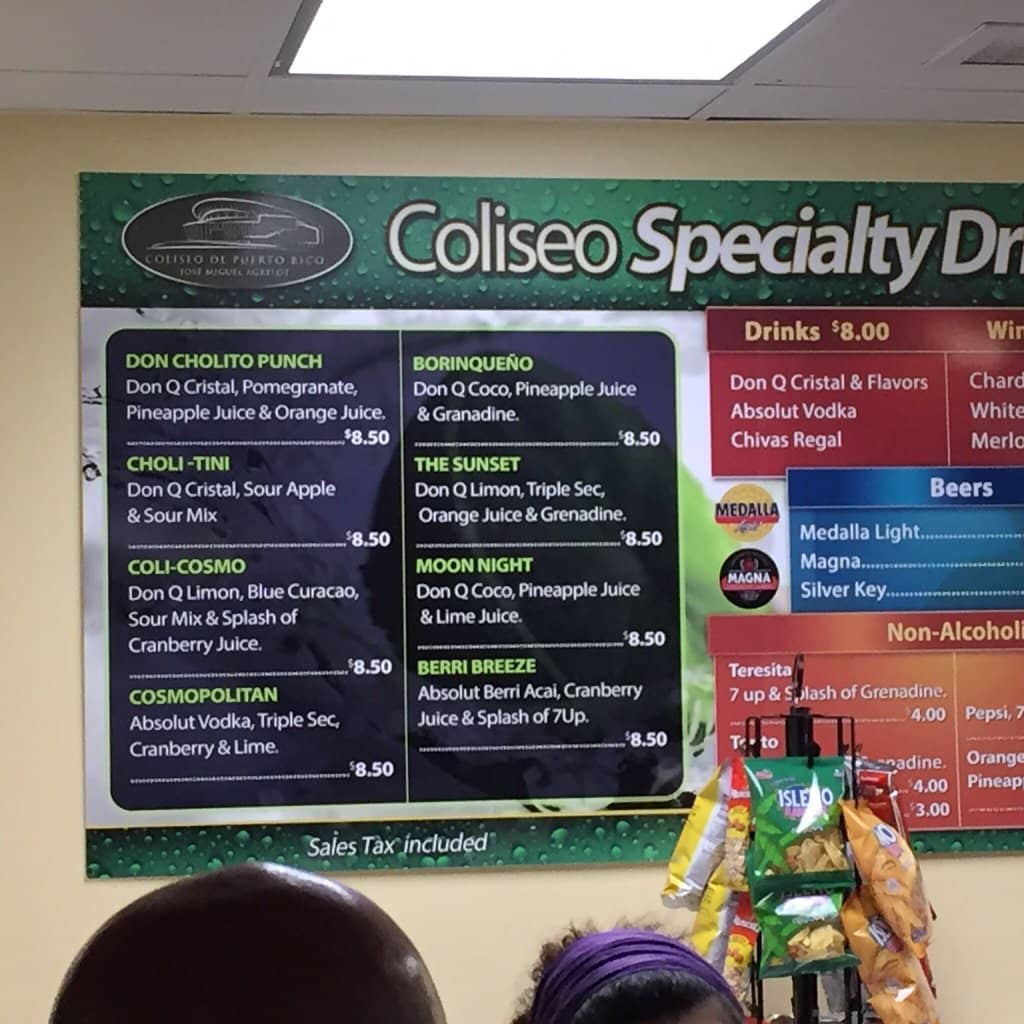 COLISEO DE PUERTO RICO
JOSÉ MIGUEL AGRELOT
Coliseo Specialty Dr
DON CHOLITO PUNCH
Don Q Cristal, Pomegranate,
Pineapple Juice & Orange Juice.
$8.50
CHOLI -TINI
Don Q Cristal, Sour Apple
& Sour Mix
$8.50
COLI-COSMO
Don Q Limon, Blue Curacao,
Sour Mix & Splash of
Cranberry Juice.
$8.50
COSMOPOLITAN
Absolut Vodka, Triple Sec,
Cranberry & Lime.
$8.50
BORINQUEÑO
Don Q Coco, Pineapple Juice
& Granadine.
$8.50
THE SUNSET
Don Q Limon, Triple Sec,
Orange Juice & Grenadine.
$8.50
MOON NIGHT
Don Q Coco, Pineapple Juice
& Lime Juice.
$8.50
BERRI BREEZE
Absolut Berri Acai, Cranberry
Juice & Splash of 7Up.
$8.50
Drinks $8.00
Don Q Cristal & Flavors
Absolut Vodka
Chivas Regal
Win
Chard
White
Merlo
MEDALLA
Light
MAGNA
Beers
Medalla Light
Magna
Silver Key
Non-Alcoholi
Teresita
7 up & Splash of Grenadine.
$4.00
nadine.
$4.00
$3.00
Pepsi, 7
Orange
Pineap
Sales Tax included
ISLEÑO